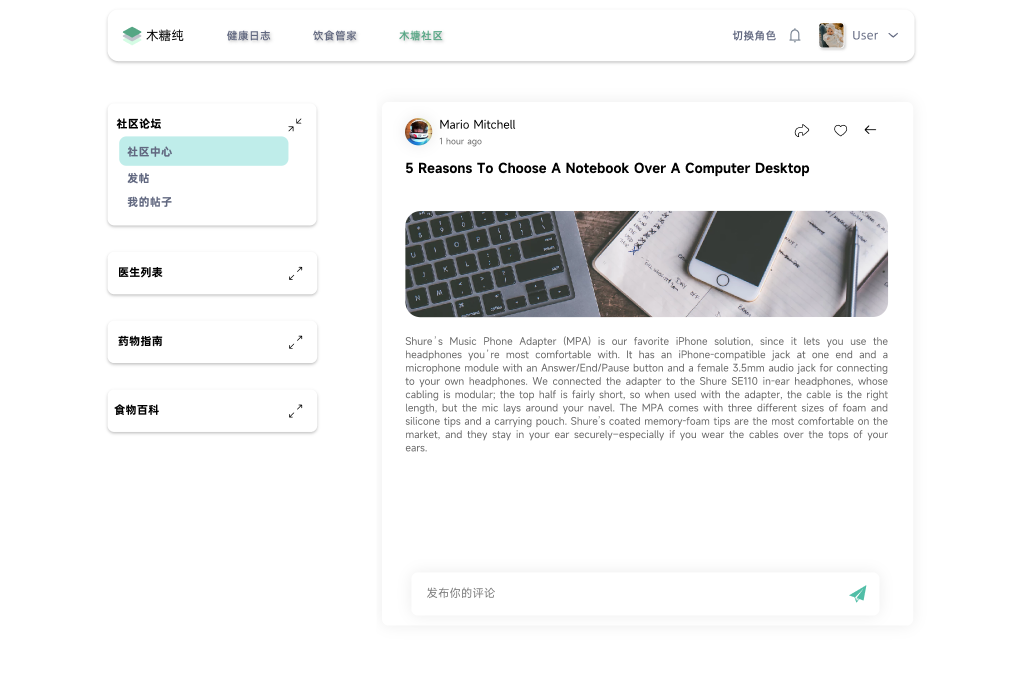 木糖纯
健康日志
饮食管家
木塘社区
切换角色
User
社区论坛
社区中心
发帖
我的帖子
医生列表
药物指南
食物百科
Mario Mitchell
1 hour ago
5 Reasons To Choose A Notebook Over A Computer Desktop
Shure's Music Phone Adapter (MPA) is our favorite iPhone solution, since it lets you use the
headphones you're most comfortable with. It has an iPhone-compatible jack at one end and a
microphone module with an Answer/End/Pause button and a female 3.5mm audio jack for connecting
to your own headphones. We connected the adapter to the Shure SE110 in-ear headphones, whose
cabling is modular; the top half is fairly short, so when used with the adapter, the cable is the right
length, but the mic lays around your navel. The MPA comes with three different sizes of foam and
silicone tips and a carrying pouch. Shure's coated memory-foam tips are the most comfortable on the
market, and they stay in your ear securely—especially if you wear the cables over the tops of your
ears.
发布你的评论